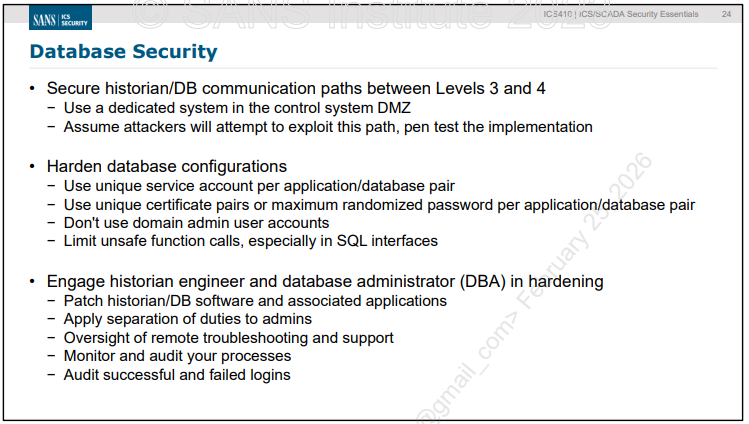 © SANS Institute 2026
SANS ICS SECURITY
ICS410 | ICS/SCADA Security Essentials 24
Database Security
• Secure historian/DB communication paths between Levels 3 and 4
− Use a dedicated system in the control system DMZ
− Assume attackers will attempt to exploit this path, pen test the implementation
• Harden database configurations
− Use unique service account per application/database pair
− Use unique certificate pairs or maximum randomized password per application/database pair
− Don't use domain admin user accounts
− Limit unsafe function calls, especially in SQL interfaces
• Engage historian engineer and database administrator (DBA) in hardening
− Patch historian/DB software and associated applications
− Apply separation of duties to admins
− Oversight of remote troubleshooting and support
− Monitor and audit your processes
− Audit successful and failed logins
@gmail_com> February 2026